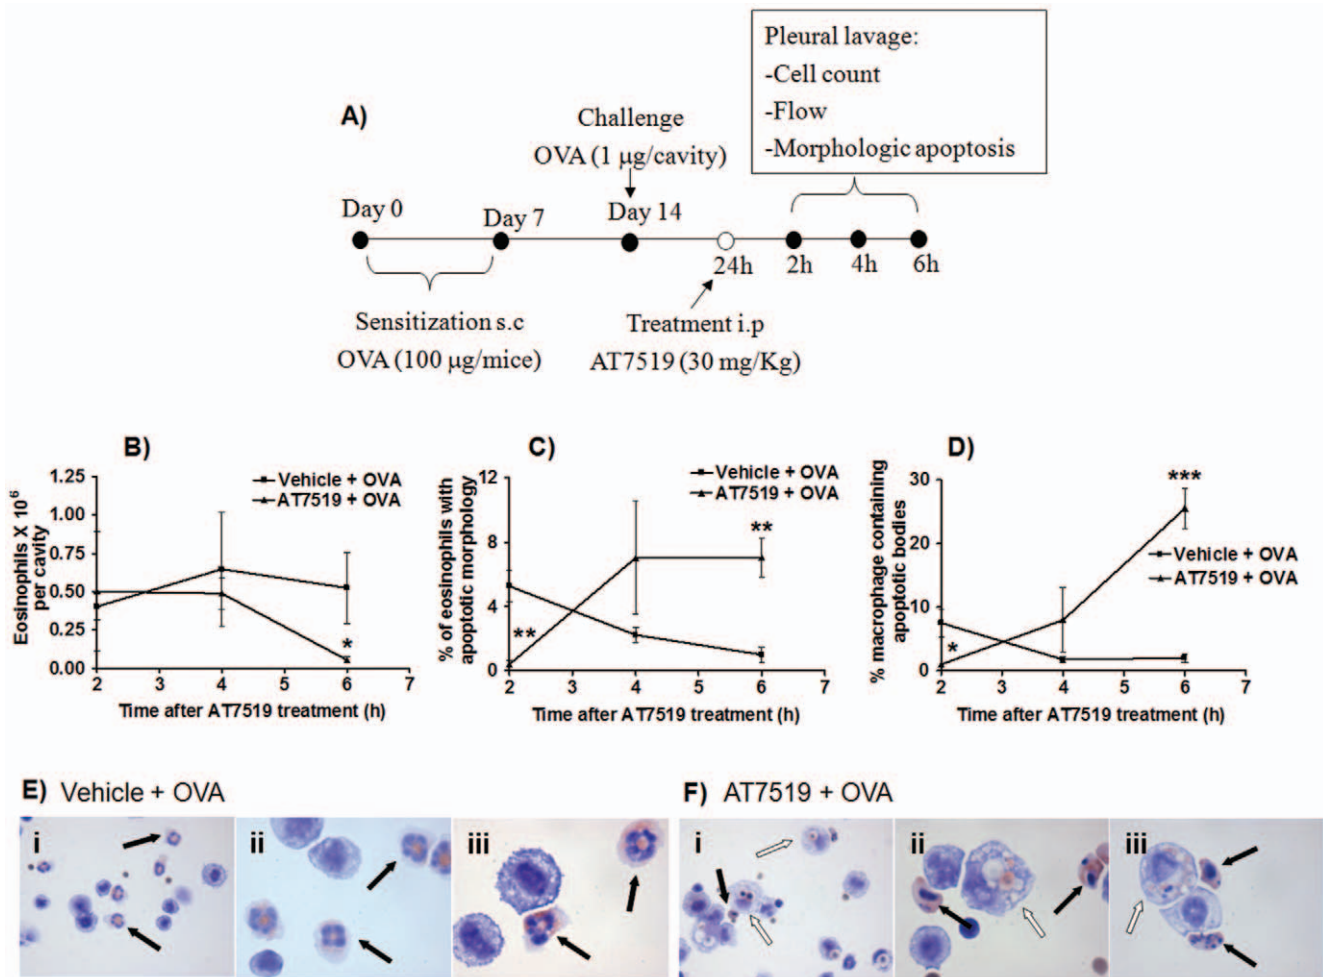 A)
Pleural lavage:
-Cell count
-Flow
-Morphologic apoptosis
Challenge
OVA (1 μg/cavity)
Day 0
Day 7
Day 14
24h
2h
4h
6h
Sensitization s.c
OVA (100 μg/mice)
Treatment i.p
AT7519 (30 mg/Kg)
B)
Eosinophils X 10⁶
per cavity
1.25
1.00
0.75
0.50
0.25
0.00
Vehicle + OVA
AT7519 + OVA
*
2 3 4 5 6 7
Time after AT7519 treatment (h)
C)
% of eosinophils with
apoptotic morphology
12
8
4
0
Vehicle + OVA
AT7519 + OVA
**
**
2 3 4 5 6 7
Time after AT7519 treatment (h)
D)
% macrophage containing
apoptotic bodies
30
20
10
0
***
Vehicle + OVA
AT7519 + OVA
*
2 3 4 5 6 7
Time after AT7519 treatment (h)
E) Vehicle + OVA
i
ii
iii
F) AT7519 + OVA
i
ii
iii